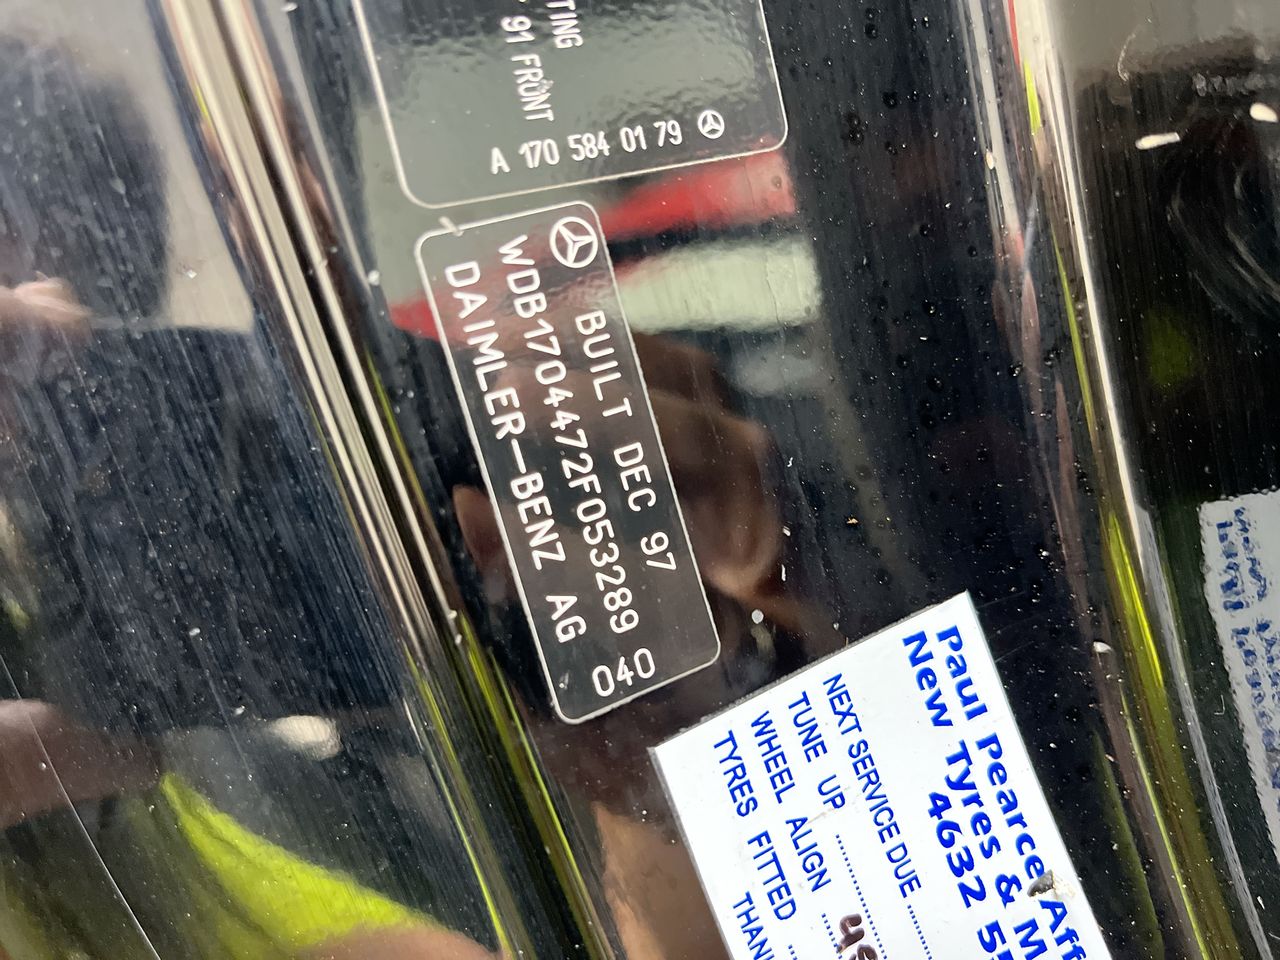 TING
91 FRONT
A 170 584 01 79
BUILT DEC 97
WDB1704472F053289
DAIMLER-BENZ AG
040
Paul Pearce
New Tyres & M
4632
NEXT SERVICE DUE
TUNE UP
WHEEL ALIGN
TYRES FITTED